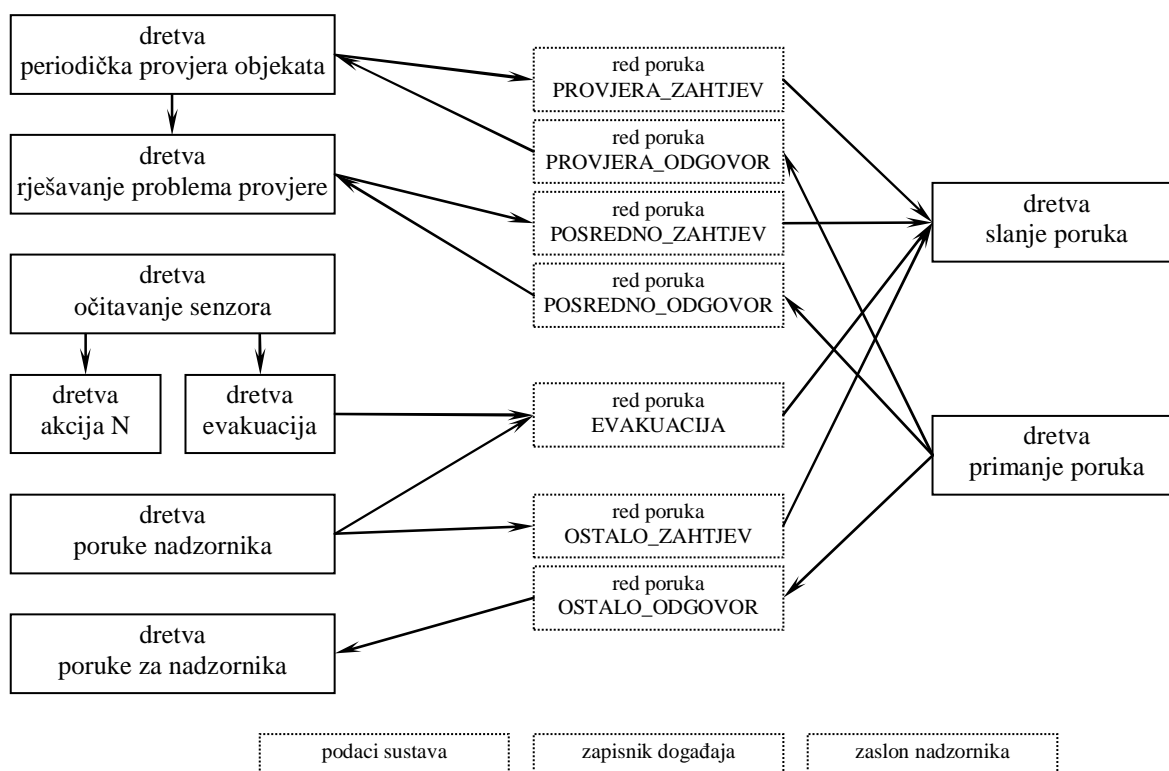 dretva
periodička provjera objekata
dretva
rješavanje problema provjere
dretva
očitavanje senzora
dretva
akcija N
dretva
evakuacija
dretva
poruke nadzornika
dretva
poruke za nadzornika
red poruka
PROVJERA_ZAHTJEV
red poruka
PROVJERA_ODGOVOR
red poruka
POSREDNO_ZAHTJEV
red poruka
POSREDNO_ODGOVOR
red poruka
EVAKUACIJA
red poruka
OSTALO_ZAHTJEV
red poruka
OSTALO_ODGOVOR
dretva
slanje poruka
dretva
primanje poruka
podaci sustava
zapisnik događaja
zaslon nadzornika